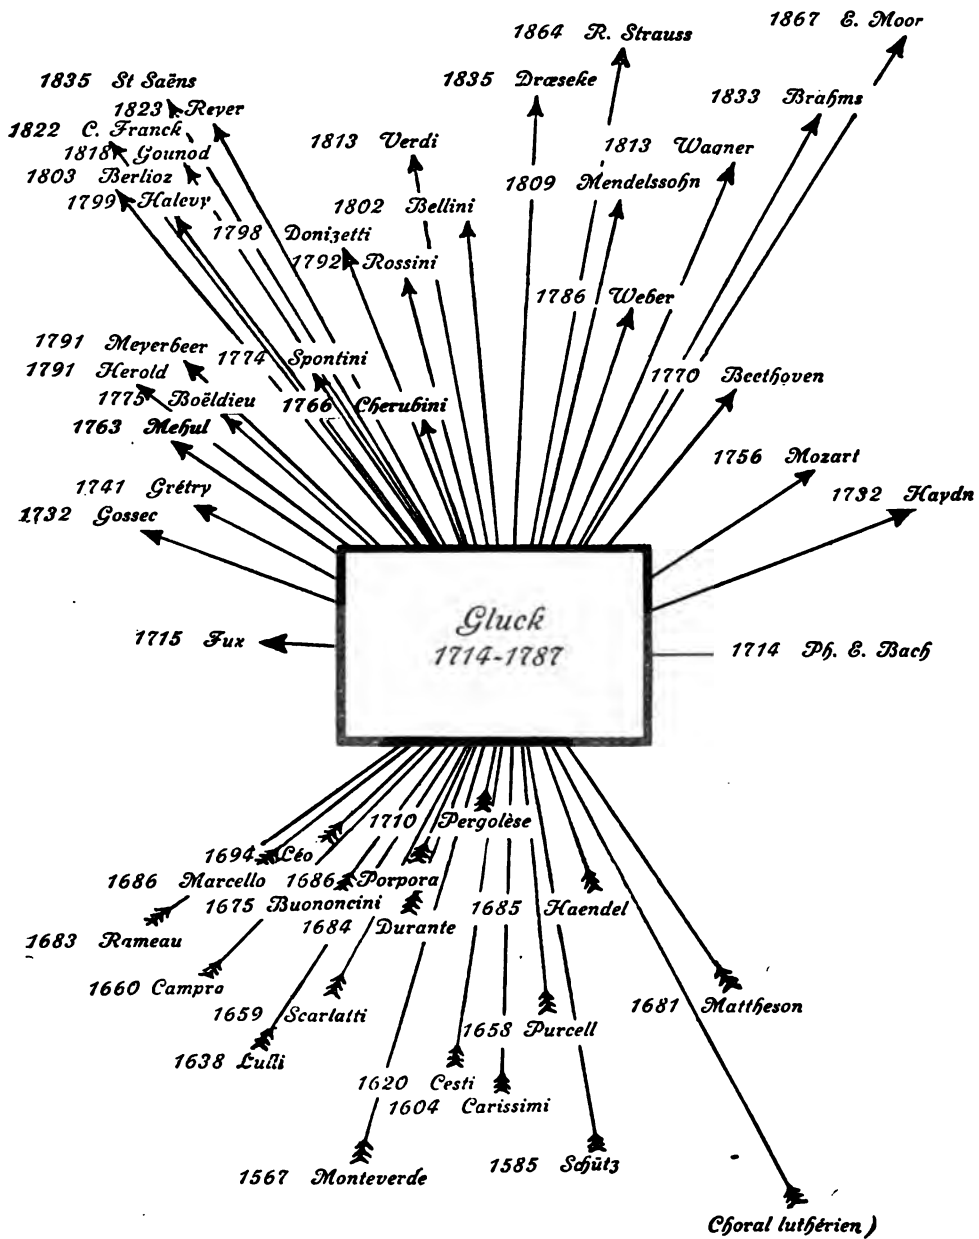 1867 E. Moor
1864 R. Strauss
1835 St Saëns
1835 Dræseke
1833 Brahms
1823 Reyer
1822 C. Franck
1813 Verdi
1813 Wagner
1818 Gounod
1803 Berlioz
1809 Mendelssohn
1799 Halevy
1802 Bellini
1798 Donizetti
1792 Rossini
1786 Weber
1791 Meyerbeer
1774 Spontini
1791 Herold
1770 Beethoven
1775 Boëldieu
1766 Cherubini
1763 Mehul
1756 Mozart
1741 Grétry
1732 Haydn
1732 Gossec
Gluck
1714-1787
1715 Fux
1714 Ph. E. Bach
1710 Pergolèse
1694 Léo
1686 Marcello
1686 Porpora
1675 Buononcini
1685 Haendel
1684 Durante
1683 Rameau
1660 Campra
1681 Mattheson
1659 Scarlatti
1658 Purcell
1638 Lulli
1620 Cesti
1604 Carissimi
1585 Schütz
1567 Monteverde
Choral luthérien)